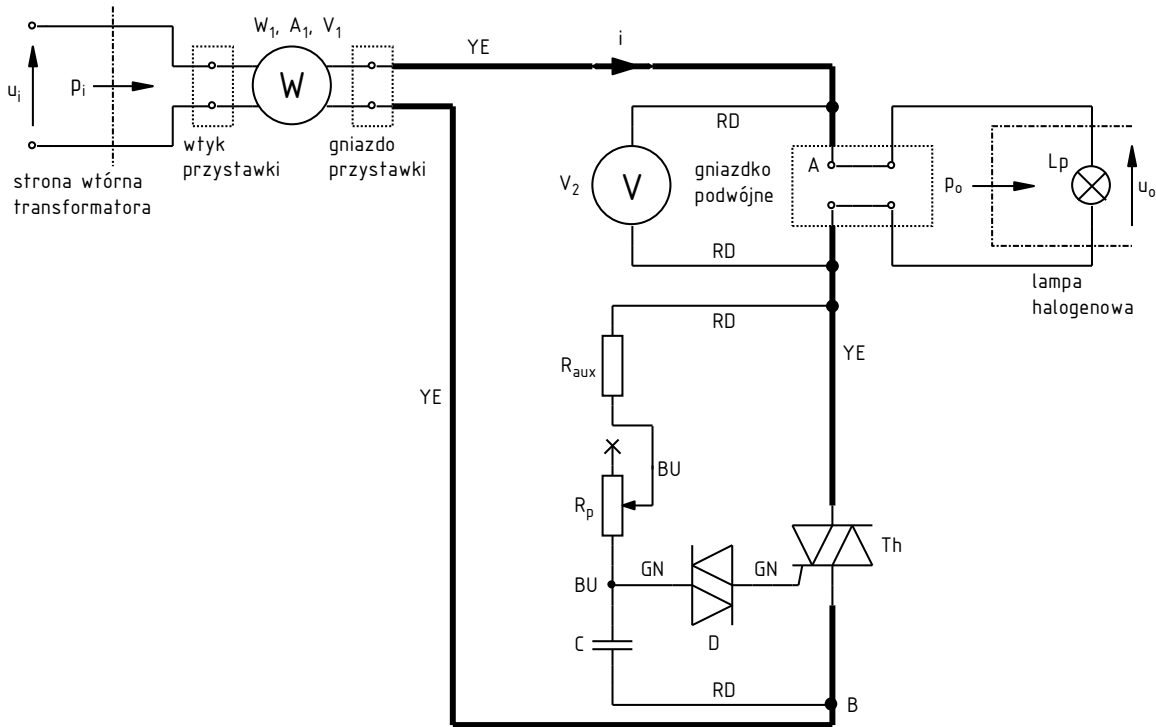 W₁, A₁, V₁
i
YE
uᵢ
pᵢ
W
wtyk
przystawki
gniazdo
przystawki
strona wtórna
transformatora
RD
V₂
V
gniazdko
podwójne
A
pₒ
Lp
uₒ
RD
lampa
halogenowa
RD
Rₐᵤₓ
YE
YE
BU
Rₚ
Th
GN
GN
BU
C
D
RD
B